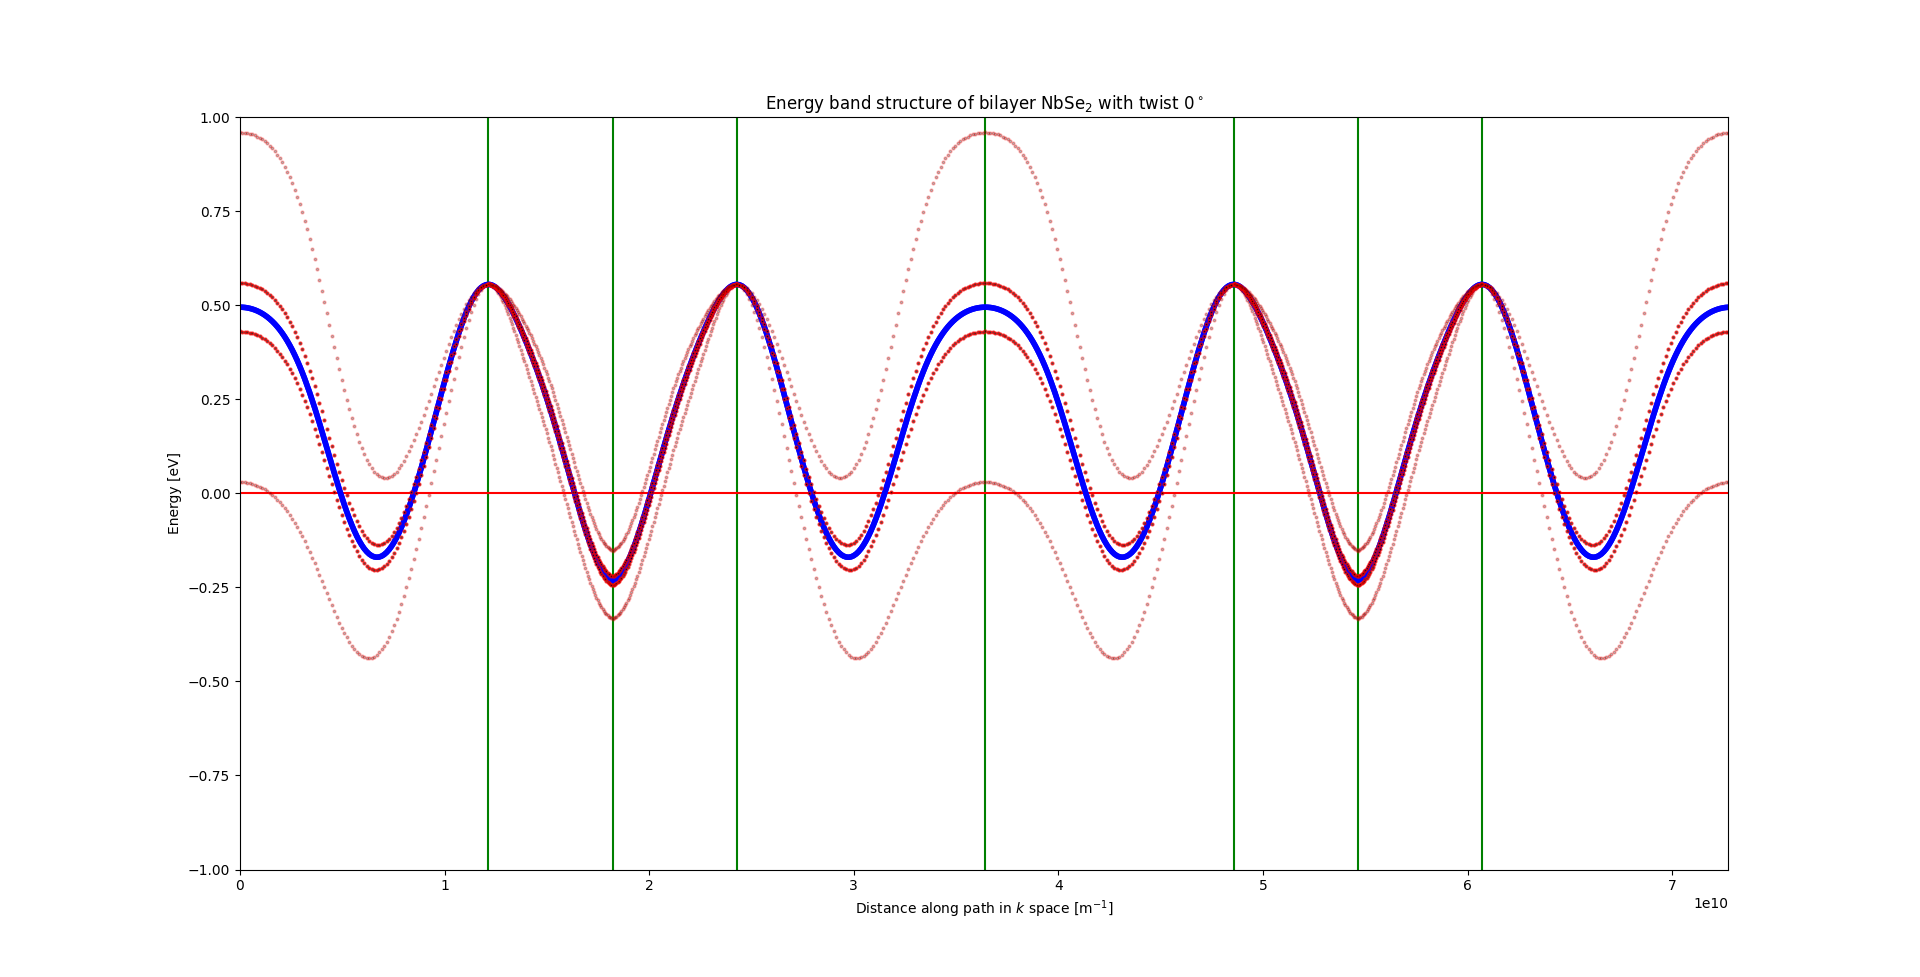 Energy band structure of bilayer NbSe₂ with twist 0°
1.00
0.75
0.50
0.25
0.00
−0.25
−0.50
−0.75
−1.00
Energy [eV]
0 1 2 3 4 5 6 7
1e10
Distance along path in k space [m⁻¹]